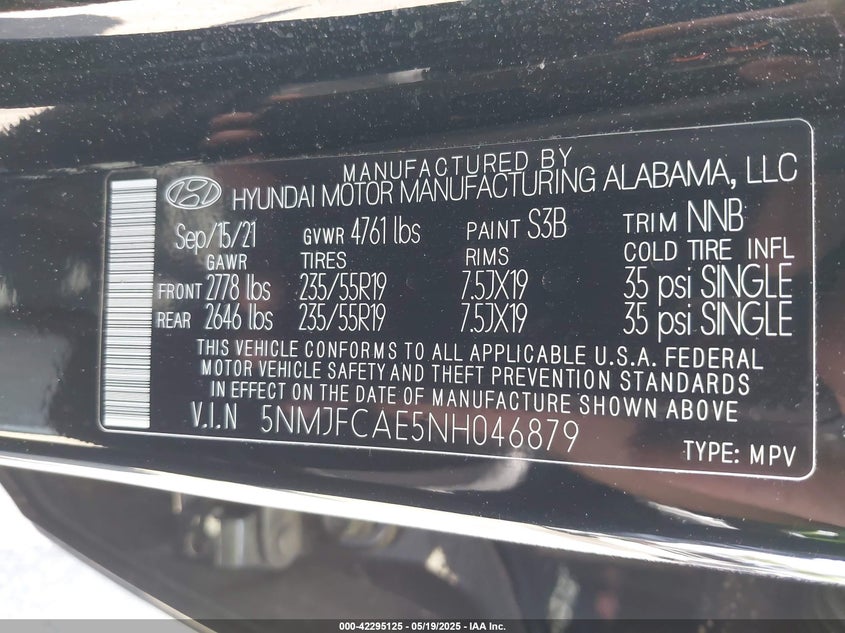 MANUFACTURED BY
HYUNDAI MOTOR MANUFACTURING ALABAMA, LLC
Sep/15/21 GVWR 4761 lbs PAINT S3B TRIM NNB
GAWR TIRES RIMS COLD TIRE INFL
FRONT 2778 lbs 235/55R19 7.5JX19 35 psi SINGLE
REAR 2646 lbs 235/55R19 7.5JX19 35 psi SINGLE
THIS VEHICLE CONFORMS TO ALL APPLICABLE U.S.A. FEDERAL
MOTOR VEHICLE SAFETY AND THEFT PREVENTION STANDARDS
IN EFFECT ON THE DATE OF MANUFACTURE SHOWN ABOVE
V.I.N 5NMJFCAE5NH046879
TYPE: MPV
000-42295125 - 05/19/2025 - IAA Inc.